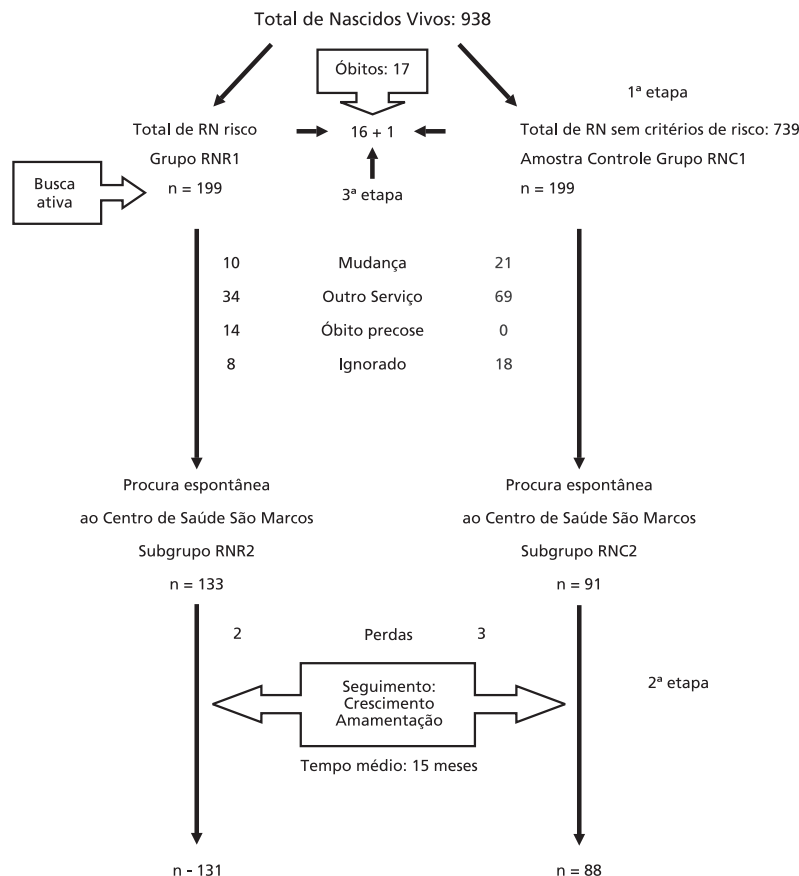 Total de Nascidos Vivos: 938
Óbitos: 17
1ª etapa
Total de RN risco
16 + 1
Total de RN sem critérios de risco: 739
Grupo RNR1
Amostra Controle Grupo RNC1
Busca
ativa
n = 199
3ª etapa
n = 199
10 Mudança 21
34 Outro Serviço 69
14 Óbito precose 0
8 Ignorado 18
Procura espontânea
ao Centro de Saúde São Marcos
Subgrupo RNR2
n = 133
Procura espontânea
ao Centro de Saúde São Marcos
Subgrupo RNC2
n = 91
2 Perdas 3
Seguimento:
Crescimento
Amamentação
2ª etapa
Tempo médio: 15 meses
n - 131
n = 88